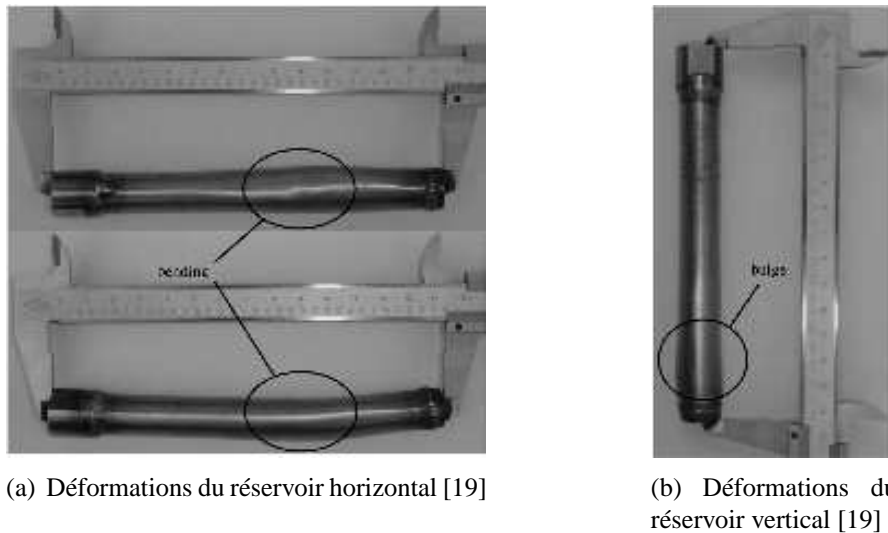 bending
bulge
(a) Déformations du réservoir horizontal [19]
(b) Déformations du
réservoir vertical [19]